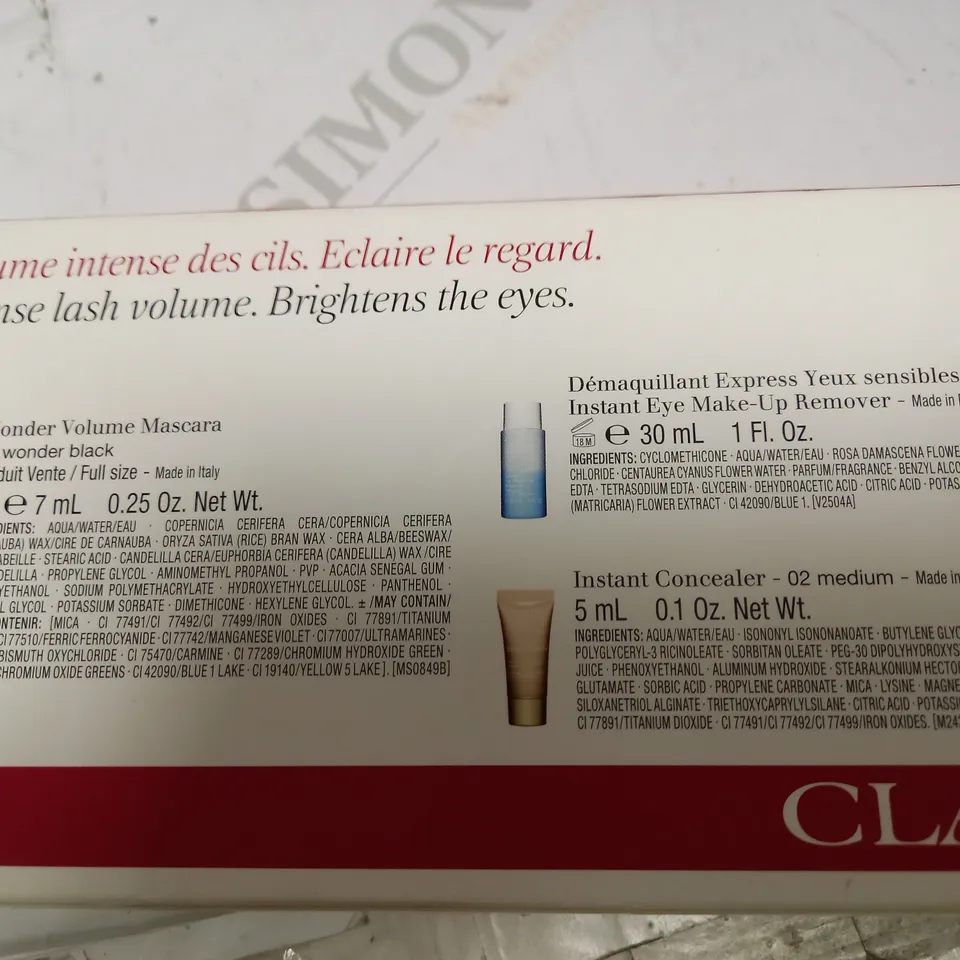 SIMON
ume intense des cils. Eclaire le regard.
nse lash volume. Brightens the eyes.
onder Volume Mascara
wonder black
duit Vente / Full size - Made in Italy
e 7 mL 0.25 Oz. Net Wt.
DIENTS: AQUA/WATER/EAU · COPERNICIA CERIFERA CERA/COPERNICIA CERIFERA
AUBA) WAX/CIRE DE CARNAUBA · ORYZA SATIVA (RICE) BRAN WAX · CERA ALBA/BEESWAX/
ABEILLE · STEARIC ACID · CANDELILLA CERA/EUPHORBIA CERIFERA (CANDELILLA) WAX /CIRE
DELILLA · PROPYLENE GLYCOL · AMINOMETHYL PROPANOL · PVP · ACACIA SENEGAL GUM ·
YETHANOL · SODIUM POLYMETHACRYLATE · HYDROXYETHYLCELLULOSE · PANTHENOL ·
L GLYCOL · POTASSIUM SORBATE · DIMETHICONE · HEXYLENE GLYCOL. ± /MAY CONTAIN/
ONTENIR: [MICA · CI 77491/CI 77492/CI 77499/IRON OXIDES · CI 77891/TITANIUM
CI 77510/FERRIC FERROCYANIDE · CI 77742/MANGANESE VIOLET · CI 77007/ULTRAMARINES ·
BISMUTH OXYCHLORIDE · CI 75470/CARMINE · CI 77289/CHROMIUM HYDROXIDE GREEN ·
CHROMIUM OXIDE GREENS · CI 42090/BLUE 1 LAKE · CI 19140/YELLOW 5 LAKE]. [MS0849B]
Démaquillant Express Yeux sensibles
Instant Eye Make-Up Remover - Made in
18 M e 30 mL 1 Fl. Oz.
INGREDIENTS: CYCLOMETHICONE · AQUA/WATER/EAU · ROSA DAMASCENA FLOWE
CHLORIDE · CENTAUREA CYANUS FLOWER WATER · PARFUM/FRAGRANCE · BENZYL ALCO
EDTA · TETRASODIUM EDTA · GLYCERIN · DEHYDROACETIC ACID · CITRIC ACID · POTAS
(MATRICARIA) FLOWER EXTRACT · CI 42090/BLUE 1. [V2504A]
Instant Concealer - 02 medium - Made in
5 mL 0.1 Oz. Net Wt.
INGREDIENTS: AQUA/WATER/EAU · ISONONYL ISONONANOATE · BUTYLENE GLYC
POLYGLYCERYL-3 RICINOLEATE · SORBITAN OLEATE · PEG-30 DIPOLYHYDROXYS
JUICE · PHENOXYETHANOL · ALUMINUM HYDROXIDE · STEARALKONIUM HECTOR
GLUTAMATE · SORBIC ACID · PROPYLENE CARBONATE · MICA · LYSINE · MAGNE
SILOXANETRIOL ALGINATE · TRIETHOXYCAPRYLYLSILANE · CITRIC ACID · POTASSI
CI 77891/TITANIUM DIOXIDE · CI 77491/CI 77492/CI 77499/IRON OXIDES. [M24
CLA